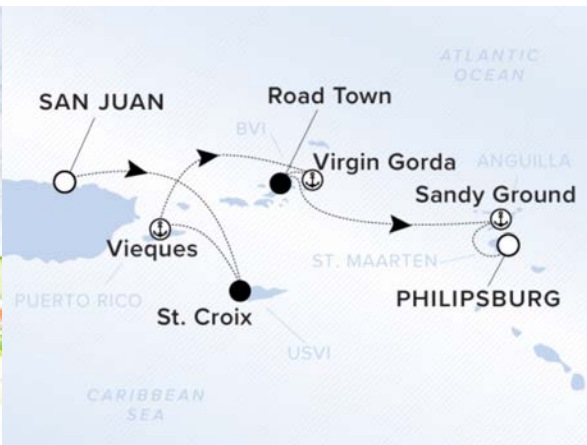 ATLANTIC
OCEAN
SAN JUAN
Road Town
BVI
Virgin Gorda
ANGUILLA
Sandy Ground
Vieques
ST. MAARTEN
PUERTO RICO
St. Croix
PHILIPSBURG
USVI
CARIBBEAN
SEA